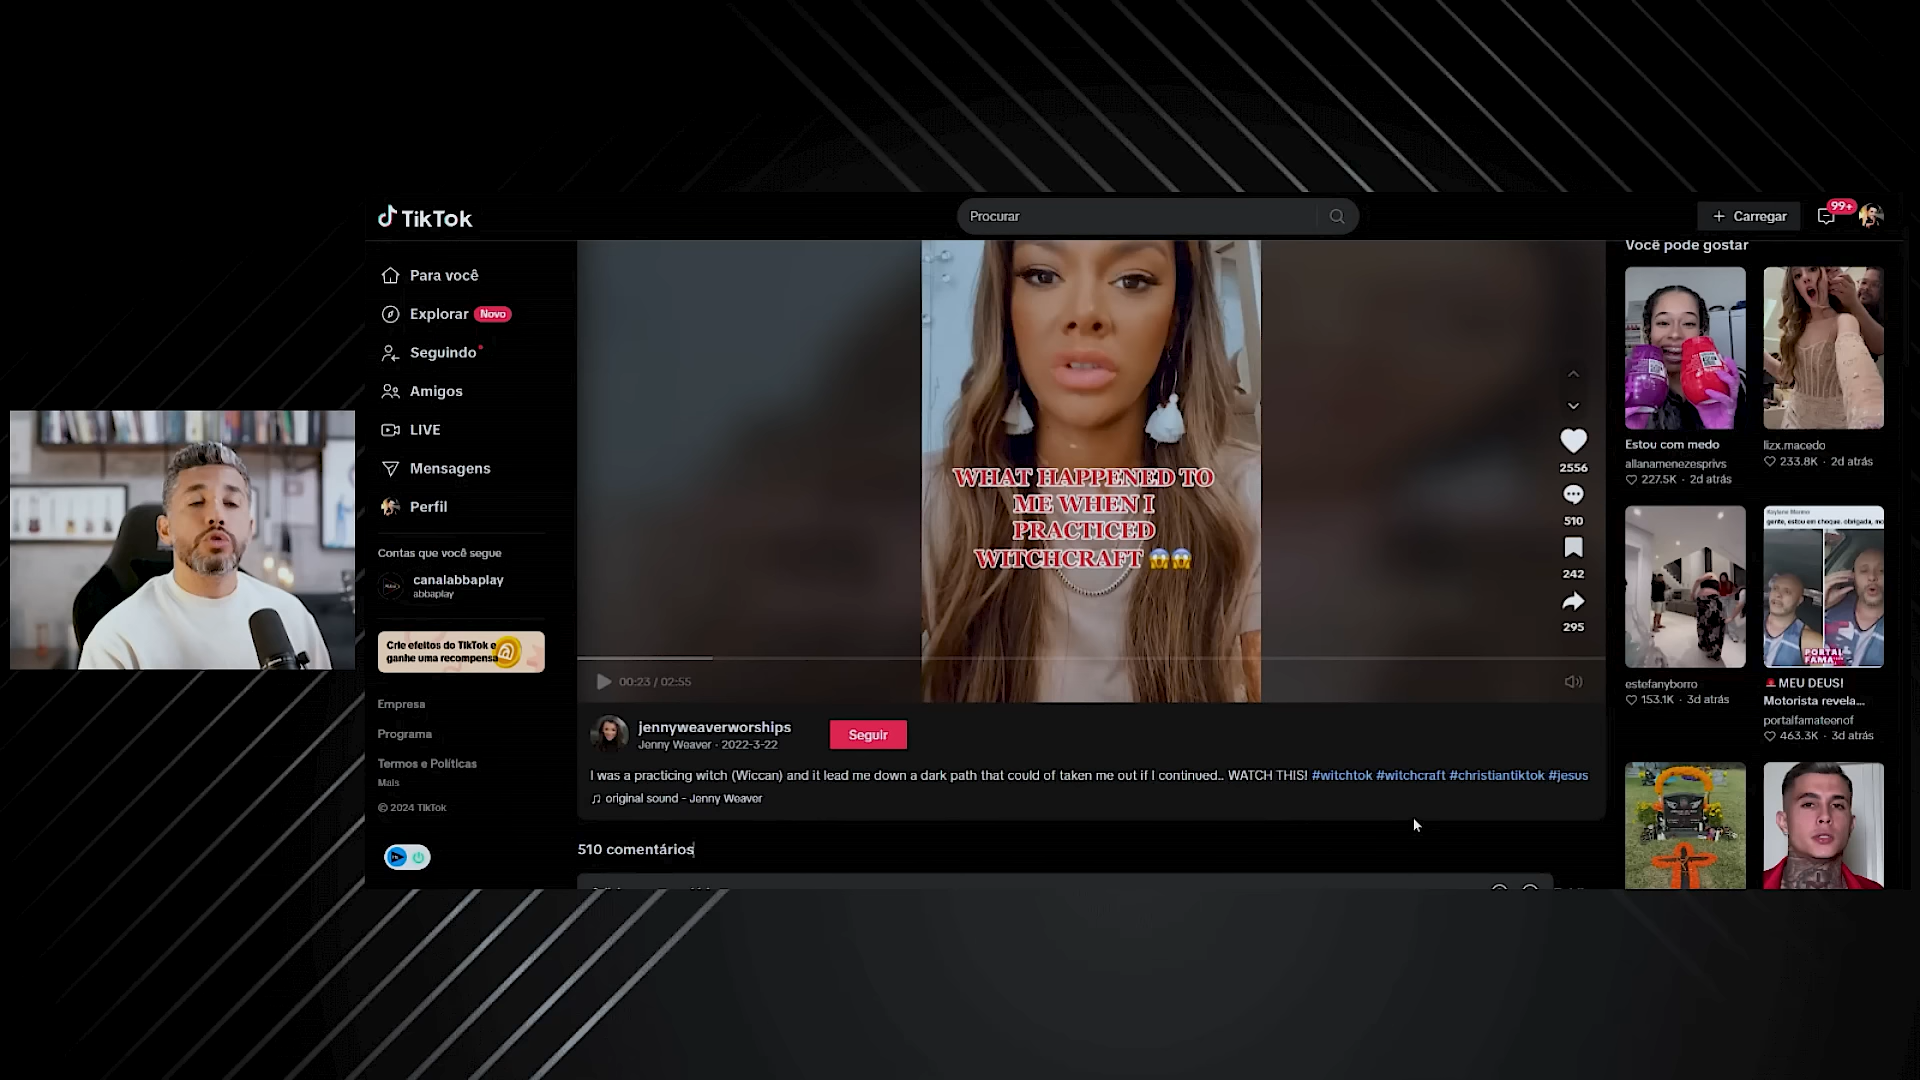 TikTok
Procurar
Carregar
99+
Para você
Explorar Novo
Seguindo
Amigos
LIVE
Mensagens
Perfil
Contas que você segue
canalabbaplay
abbaplay
Crie efeitos do TikTok e
ganhe uma recompensa
Empresa
Programa
Termos e Políticas
Mais
© 2024 TikTok
WHAT HAPPENED TO
ME WHEN I
PRACTICED
WITCHCRAFT 😱😱
2556
510
242
295
00:23 / 02:55
jennyweaverworships
Jenny Weaver · 2022-3-22
Seguir
I was a practicing witch (Wiccan) and it lead me down a dark path that could of taken me out if I continued.. WATCH THIS! #witchtok #witchcraft #christiantiktok #jesus
original sound - Jenny Weaver
510 comentários
Você pode gostar
Estou com medo
allanamenezesprivs
227.5K · 2d atrás
lizx.macedo
233.8K · 2d atrás
estefanyborro
153.1K · 3d atrás
gente, estou em choque. obrigada, mo
PORTAL
FAMA
🚨MEU DEUS!
Motorista revela...
portalfamateenof
463.3K · 3d atrás